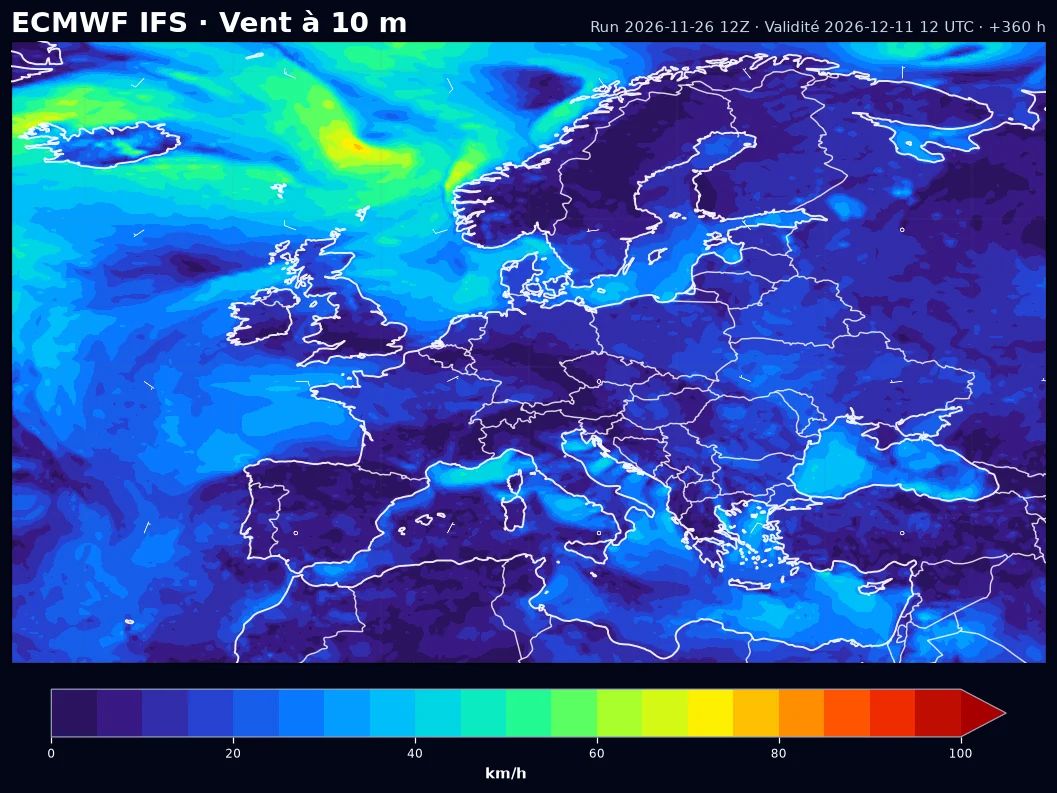 ECMWF IFS · Vent à 10 m
Run 2026-11-26 12Z · Validité 2026-12-11 12 UTC · +360 h
0 20 40 60 80 100
km/h